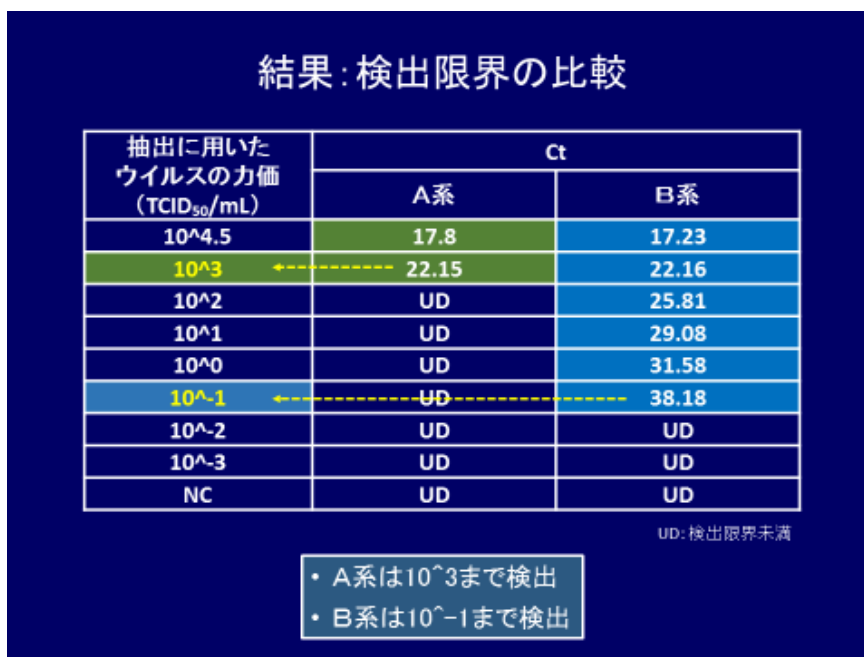 結果:検出限界の比較
抽出に用いた
ウイルスの力価
（TCID₅₀/mL）
Ct
A系
B系
10^4.5 17.8 17.23
10^3 22.15 22.16
10^2 UD 25.81
10^1 UD 29.08
10^0 UD 31.58
10^-1 UD 38.18
10^-2 UD UD
10^-3 UD UD
NC UD UD
UD:検出限界未満
• A系は10^3まで検出
• B系は10^-1まで検出